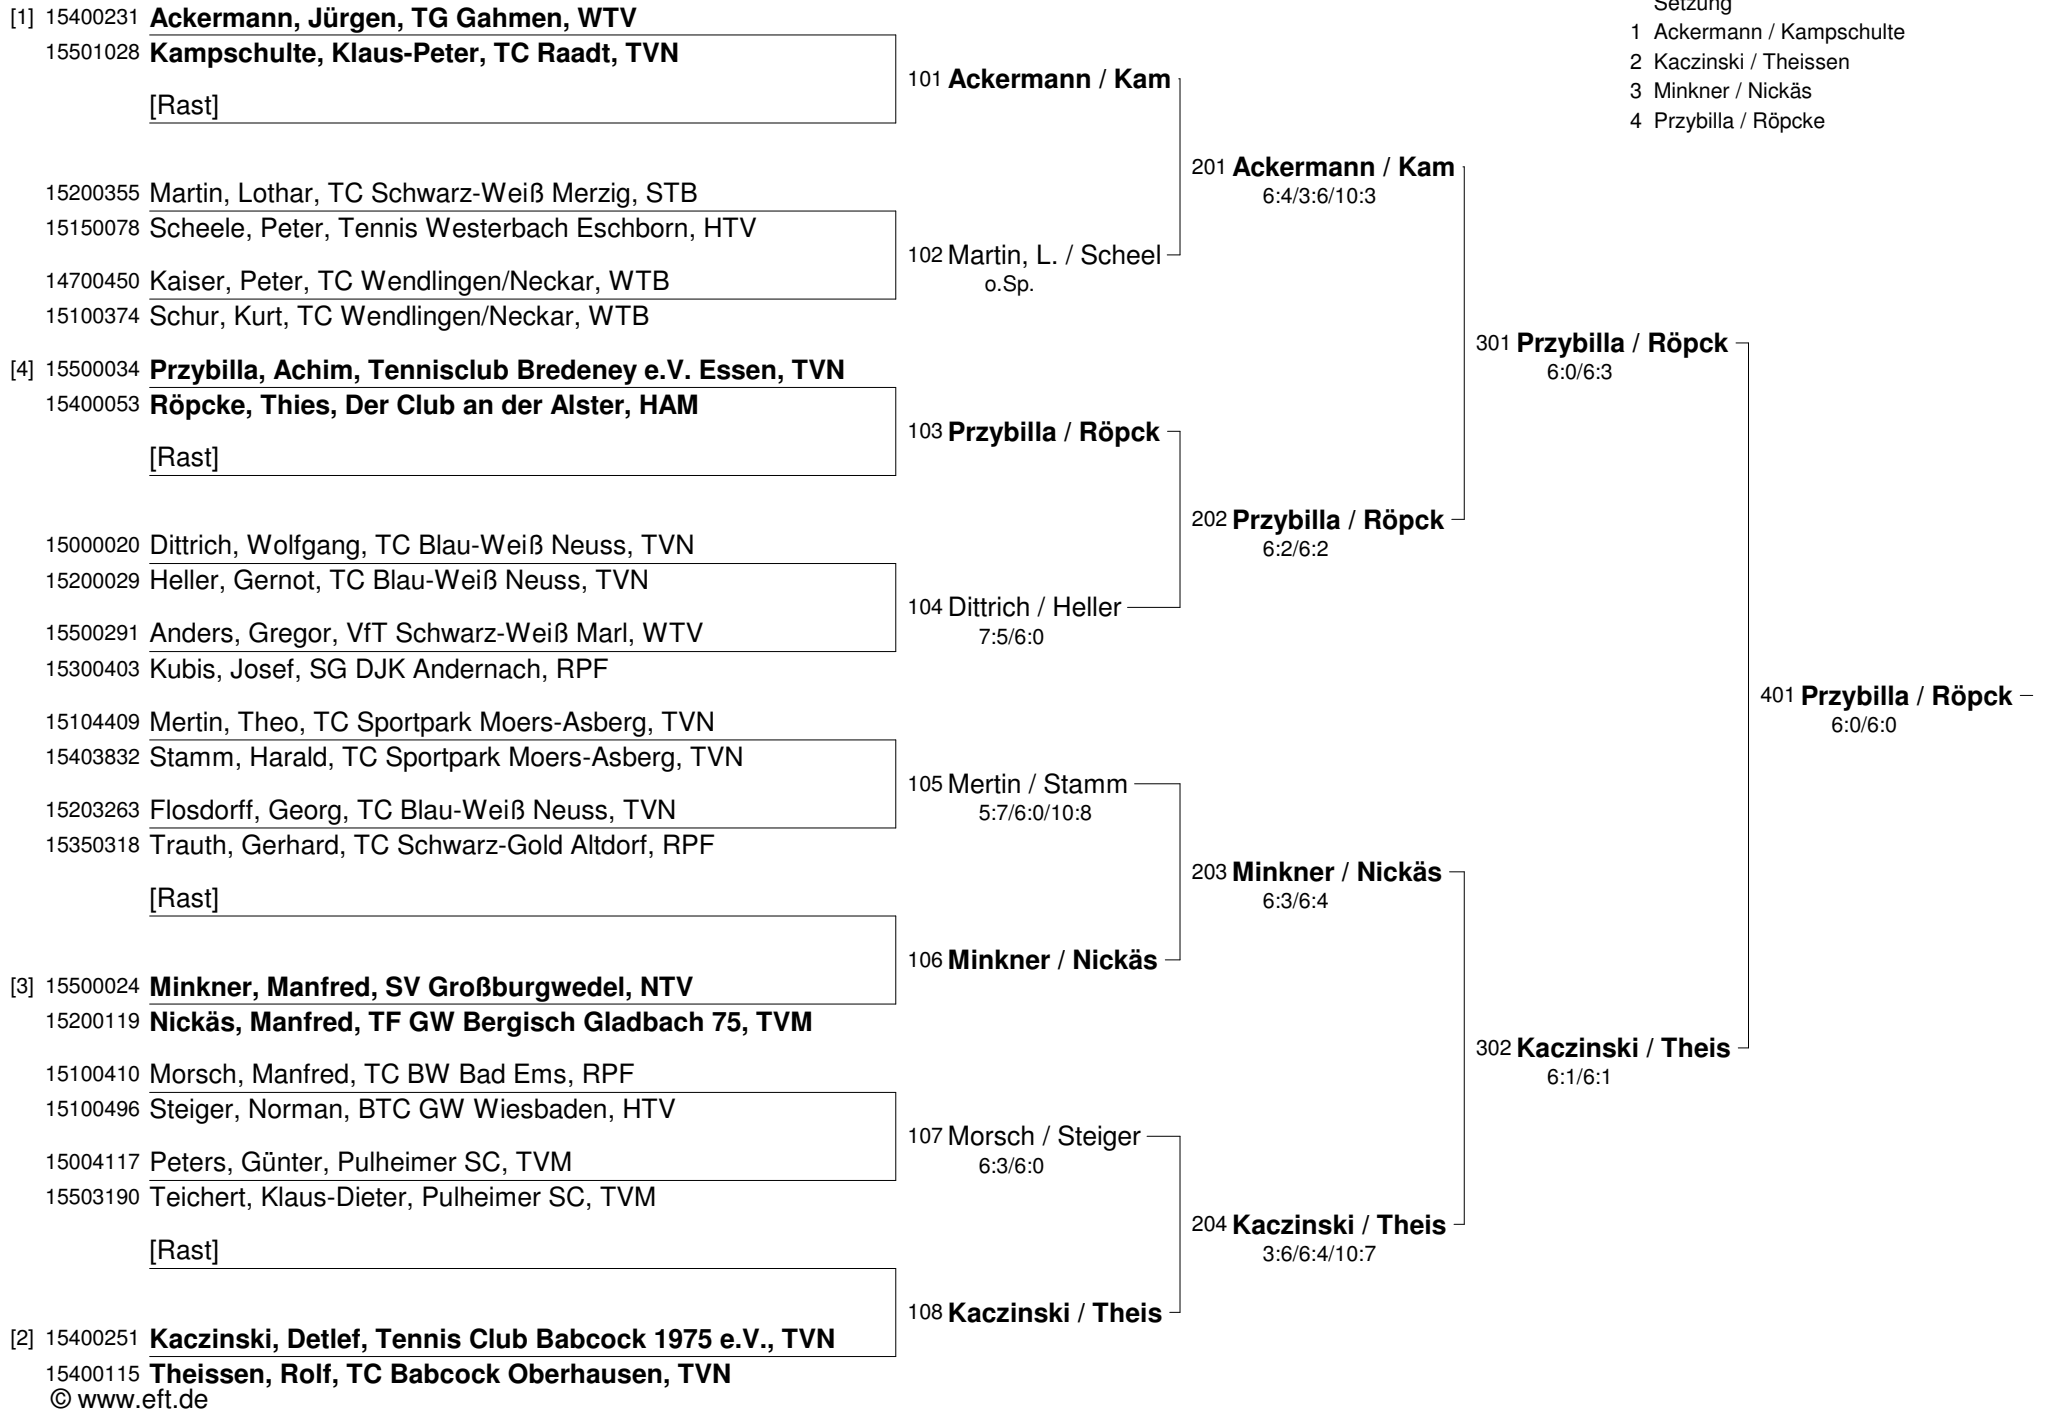 [1] 15400231 Ackermann, Jürgen, TG Gahmen, WTV
15501028 Kampschulte, Klaus-Peter, TC Raadt, TVN
[Rast]
15200355 Martin, Lothar, TC Schwarz-Weiß Merzig, STB
15150078 Scheele, Peter, Tennis Westerbach Eschborn, HTV
14700450 Kaiser, Peter, TC Wendlingen/Neckar, WTB
15100374 Schur, Kurt, TC Wendlingen/Neckar, WTB
[4] 15500034 Przybilla, Achim, Tennisclub Bredeney e.V. Essen, TVN
15400053 Röpcke, Thies, Der Club an der Alster, HAM
[Rast]
15000020 Dittrich, Wolfgang, TC Blau-Weiß Neuss, TVN
15200029 Heller, Gernot, TC Blau-Weiß Neuss, TVN
15500291 Anders, Gregor, VfT Schwarz-Weiß Marl, WTV
15300403 Kubis, Josef, SG DJK Andernach, RPF
15104409 Mertin, Theo, TC Sportpark Moers-Asberg, TVN
15403832 Stamm, Harald, TC Sportpark Moers-Asberg, TVN
15203263 Flosdorff, Georg, TC Blau-Weiß Neuss, TVN
15350318 Trauth, Gerhard, TC Schwarz-Gold Altdorf, RPF
[Rast]
[3] 15500024 Minkner, Manfred, SV Großburgwedel, NTV
15200119 Nickäs, Manfred, TF GW Bergisch Gladbach 75, TVM
15100410 Morsch, Manfred, TC BW Bad Ems, RPF
15100496 Steiger, Norman, BTC GW Wiesbaden, HTV
15004117 Peters, Günter, Pulheimer SC, TVM
15503190 Teichert, Klaus-Dieter, Pulheimer SC, TVM
[Rast]
[2] 15400251 Kaczinski, Detlef, Tennis Club Babcock 1975 e.V., TVN
15400115 Theissen, Rolf, TC Babcock Oberhausen, TVN
© www.eft.de
101 Ackermann / Kam
102 Martin, L. / Scheel
o.Sp.
103 Przybilla / Röpck
104 Dittrich / Heller
7:5/6:0
105 Mertin / Stamm
5:7/6:0/10:8
106 Minkner / Nickäs
107 Morsch / Steiger
6:3/6:0
108 Kaczinski / Theis
201 Ackermann / Kam
6:4/3:6/10:3
202 Przybilla / Röpck
6:2/6:2
203 Minkner / Nickäs
6:3/6:4
204 Kaczinski / Theis
3:6/6:4/10:7
301 Przybilla / Röpck
6:0/6:3
302 Kaczinski / Theis
6:1/6:1
401 Przybilla / Röpck
6:0/6:0
Setzung
1 Ackermann / Kampschulte
2 Kaczinski / Theissen
3 Minkner / Nickäs
4 Przybilla / Röpcke